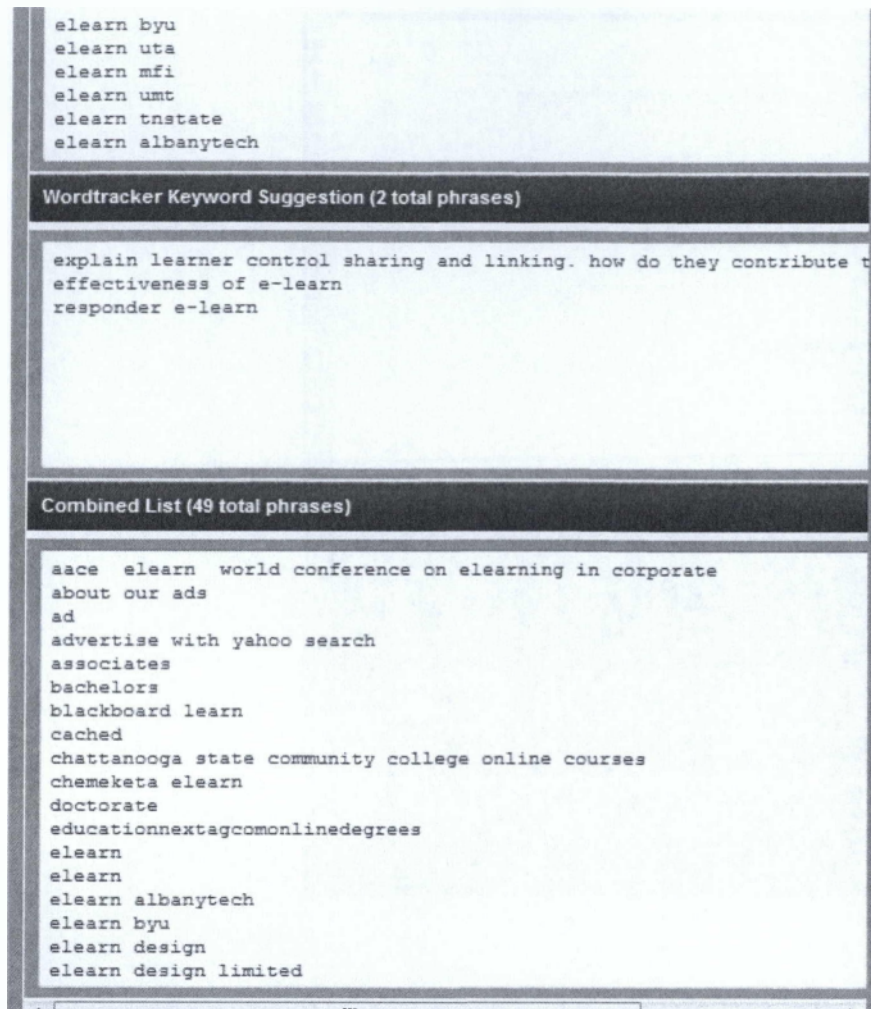 elearn byu
elearn uta
elearn mfi
elearn umt
elearn tnstate
elearn albanytech
Wordtracker Keyword Suggestion (2 total phrases)
explain learner control sharing and linking. how do they contribute t
effectiveness of e-learn
responder e-learn
Combined List (49 total phrases)
aace  elearn  world conference on elearning in corporate
about our ads
ad
advertise with yahoo search
associates
bachelors
blackboard learn
cached
chattanooga state community college online courses
chemeketa elearn
doctorate
educationnextagcomonlinedegrees
elearn
elearn
elearn albanytech
elearn byu
elearn design
elearn design limited